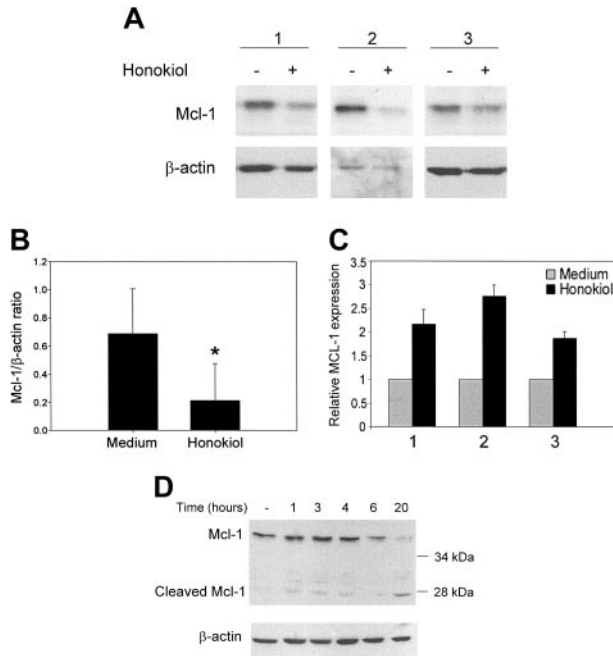 A
1 2 3
Honokiol - + - + - +
Mcl-1
β-actin
B
1.2
1.0
0.8
0.6
0.4
0.2
0.0
Mcl-1/β-actin ratio
*
Medium Honokiol
C
3.5
3
2.5
2
1.5
1
0.5
0
Relative MCL-1 expression
Medium
Honokiol
1 2 3
D
Time (hours) - 1 3 4 6 20
Mcl-1
34 kDa
Cleaved Mcl-1 28 kDa
β-actin